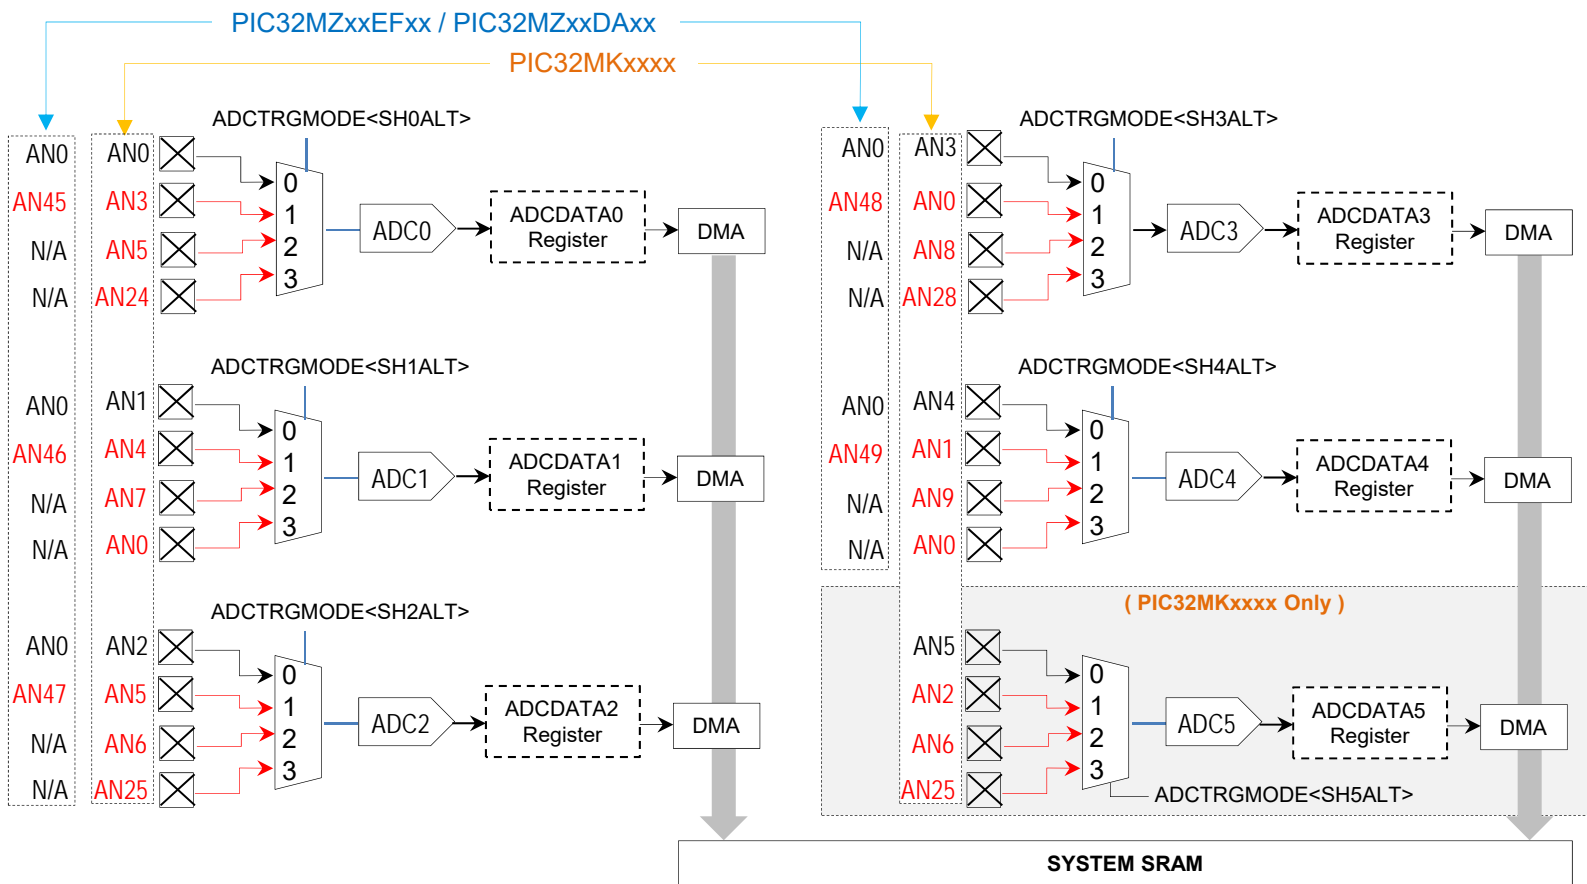 PIC32MZxxEFxx / PIC32MZxxDAxx
PIC32MKxxxx
ADCTRGMODE<SH0ALT>
AN0 AN0 0
AN45 AN3 1
N/A AN5 2
N/A AN24 3
ADC0
ADCDATA0
Register
DMA
ADCTRGMODE<SH1ALT>
AN0 AN1 0
AN46 AN4 1
N/A AN7 2
N/A AN0 3
ADC1
ADCDATA1
Register
DMA
ADCTRGMODE<SH2ALT>
AN0 AN2 0
AN47 AN5 1
N/A AN6 2
N/A AN25 3
ADC2
ADCDATA2
Register
DMA
ADCTRGMODE<SH3ALT>
AN0 AN3 0
AN48 AN0 1
N/A AN8 2
N/A AN28 3
ADC3
ADCDATA3
Register
DMA
ADCTRGMODE<SH4ALT>
AN0 AN4 0
AN49 AN1 1
N/A AN9 2
N/A AN0 3
ADC4
ADCDATA4
Register
DMA
( PIC32MKxxxx Only )
AN5 0
AN2 1
AN6 2
AN25 3
ADC5
ADCDATA5
Register
DMA
ADCTRGMODE<SH5ALT>
SYSTEM SRAM